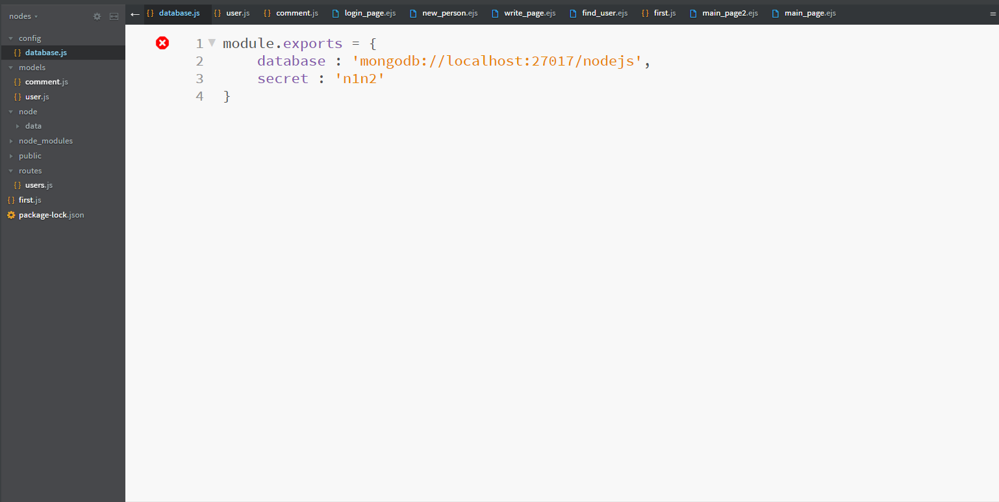 nodes
config
database.js
models
comment.js
user.js
node
data
node_modules
public
routes
users.js
first.js
package-lock.json
database.js user.js comment.js login_page.ejs new_person.ejs write_page.ejs find_user.ejs first.js main_page2.ejs main_page.ejs
1 module.exports = {
2 database : 'mongodb://localhost:27017/nodejs',
3 secret : 'n1n2'
4 }